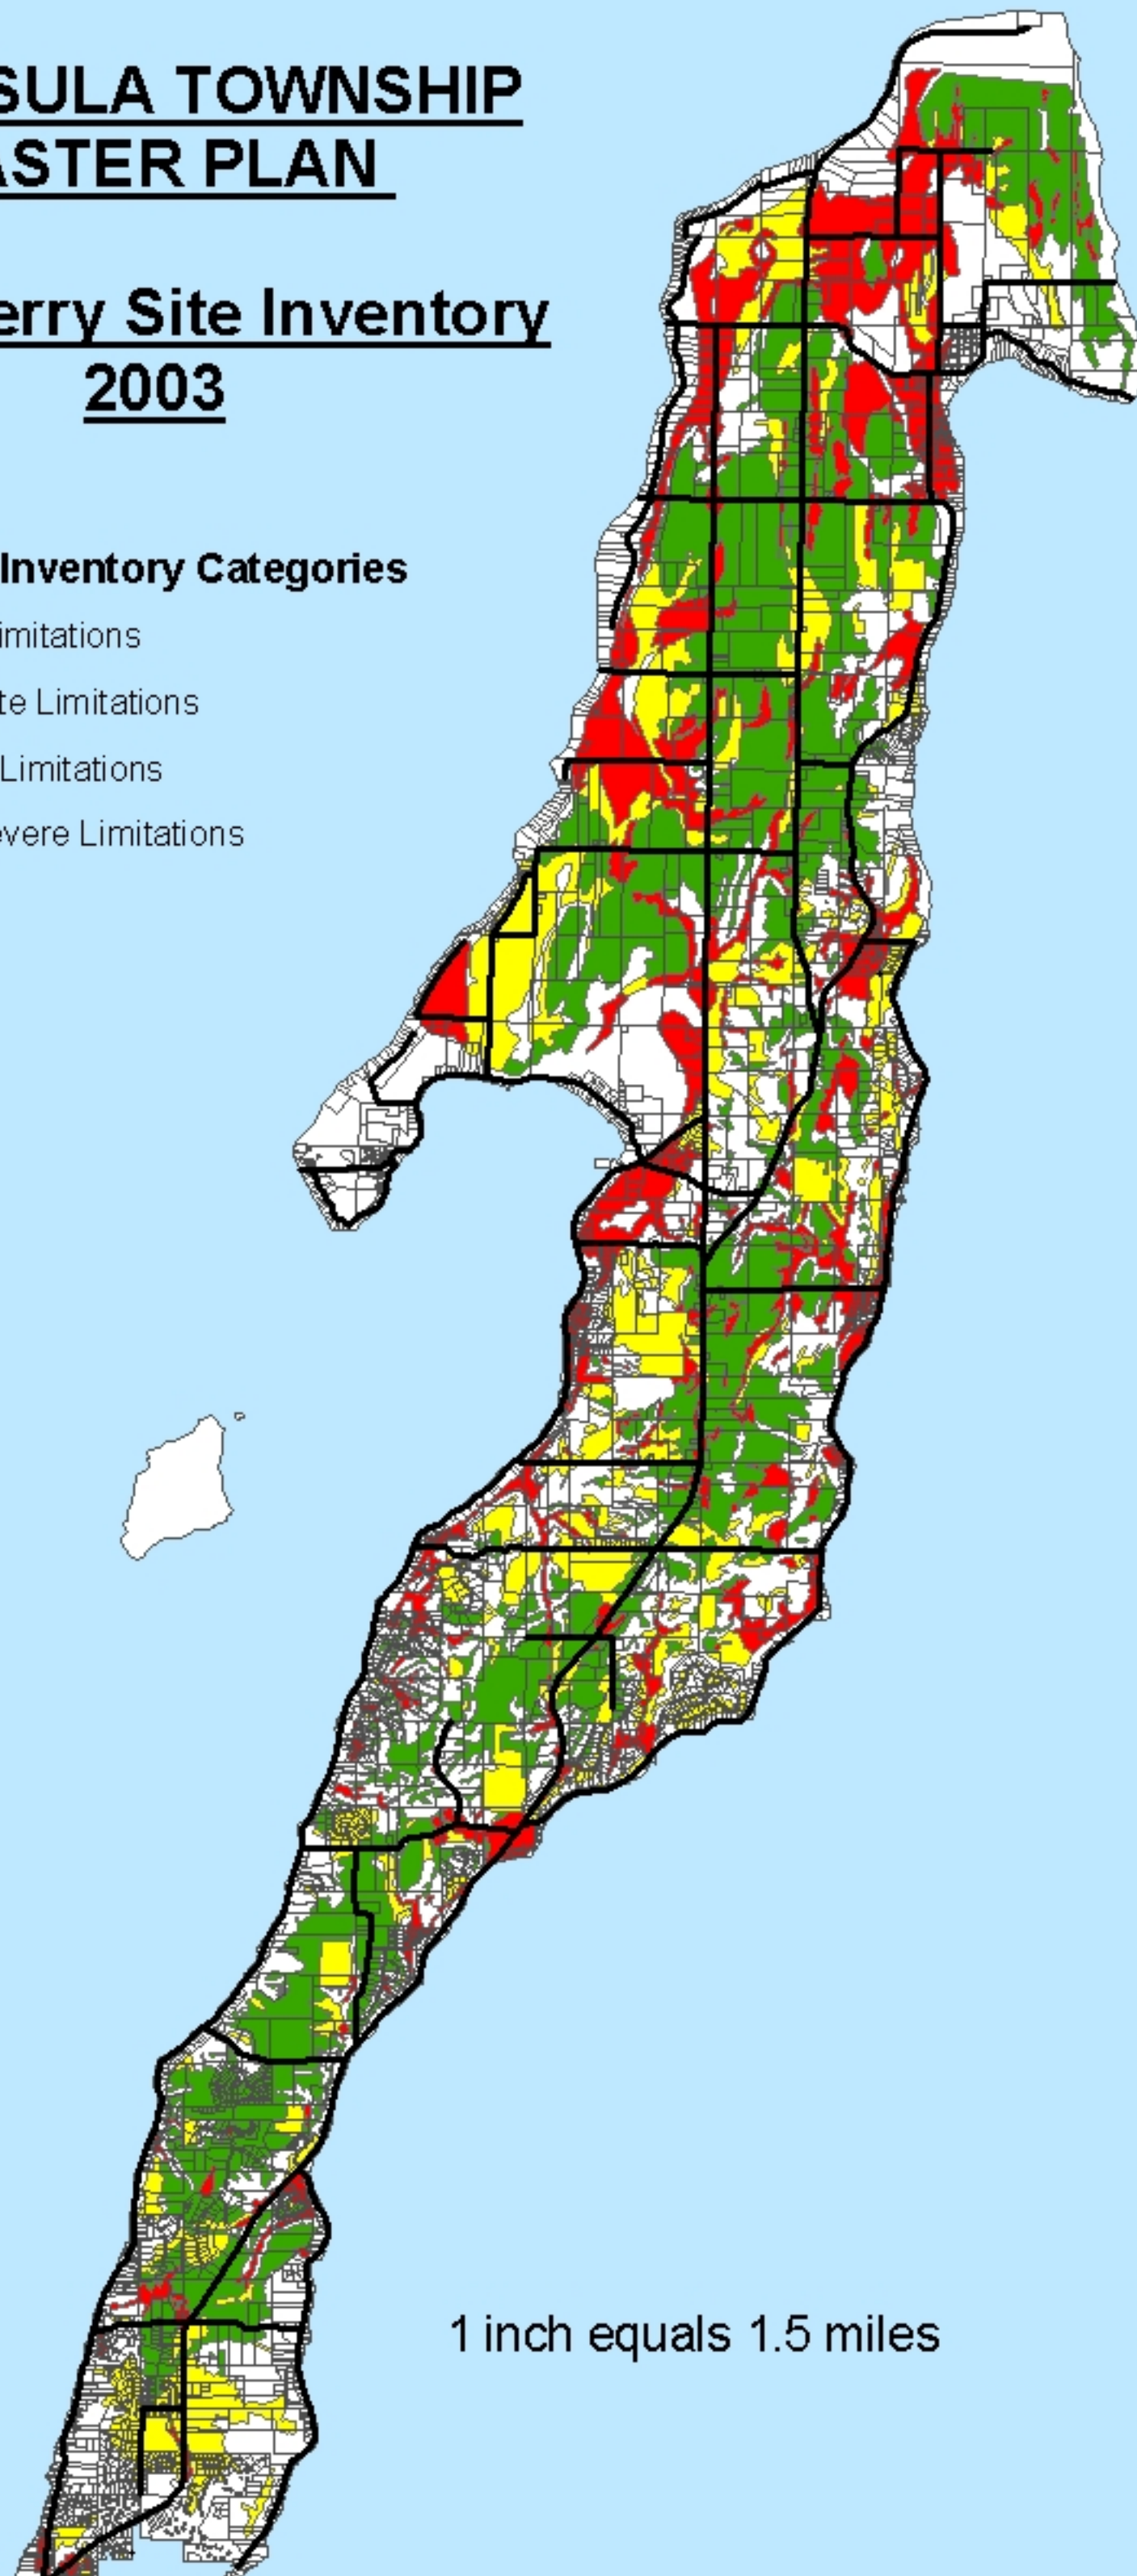 SULA TOWNSHIP
ASTER PLAN
erry Site Inventory
2003
Inventory Categories
imitations
te Limitations
Limitations
evere Limitations
1 inch equals 1.5 miles